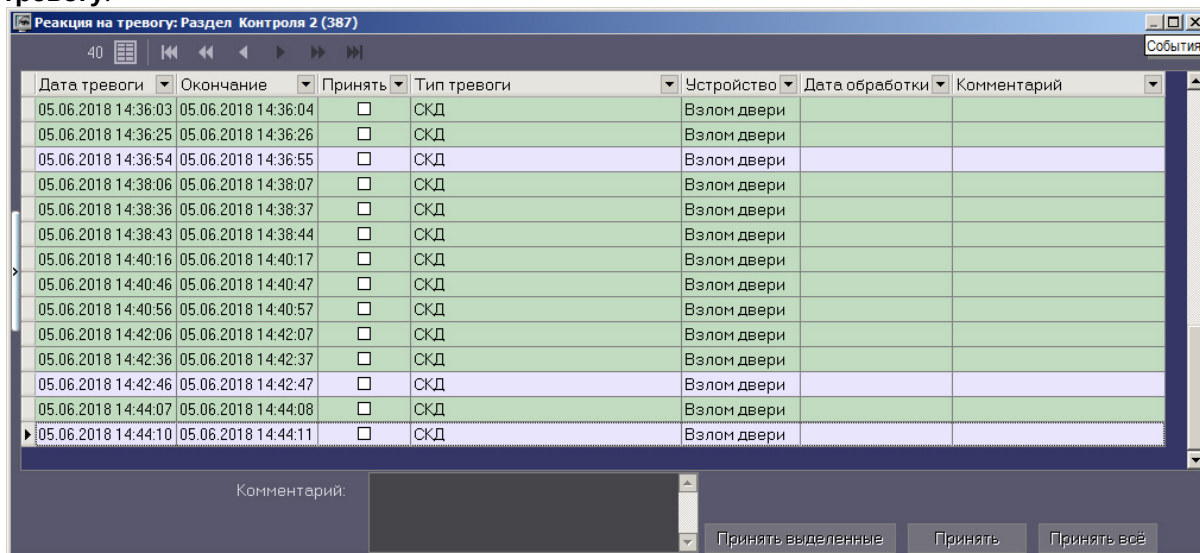 тревогу.
Реакция на тревогу: Раздел Контроля 2 (387)
События
40
Дата тревоги Окончание Принять Тип тревоги Устройство Дата обработки Комментарий
05.06.2018 14:36:03 05.06.2018 14:36:04 СКД Взлом двери
05.06.2018 14:36:25 05.06.2018 14:36:26 СКД Взлом двери
05.06.2018 14:36:54 05.06.2018 14:36:55 СКД Взлом двери
05.06.2018 14:38:06 05.06.2018 14:38:07 СКД Взлом двери
05.06.2018 14:38:36 05.06.2018 14:38:37 СКД Взлом двери
05.06.2018 14:38:43 05.06.2018 14:38:44 СКД Взлом двери
05.06.2018 14:40:16 05.06.2018 14:40:17 СКД Взлом двери
05.06.2018 14:40:46 05.06.2018 14:40:47 СКД Взлом двери
05.06.2018 14:40:56 05.06.2018 14:40:57 СКД Взлом двери
05.06.2018 14:42:06 05.06.2018 14:42:07 СКД Взлом двери
05.06.2018 14:42:36 05.06.2018 14:42:37 СКД Взлом двери
05.06.2018 14:42:46 05.06.2018 14:42:47 СКД Взлом двери
05.06.2018 14:44:07 05.06.2018 14:44:08 СКД Взлом двери
05.06.2018 14:44:10 05.06.2018 14:44:11 СКД Взлом двери
Комментарий:
Принять выделенные Принять Принять всё